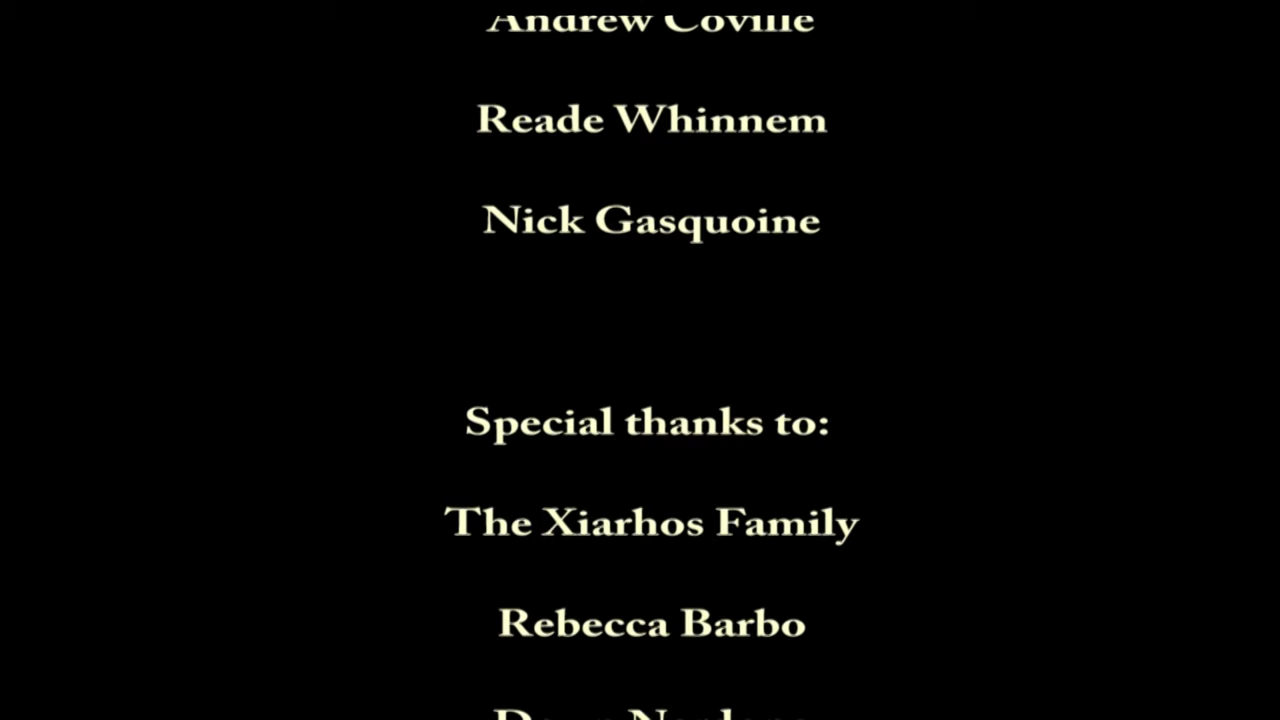 Andrew Coville
Reade Whinnem
Nick Gasquoine
Special thanks to:
The Xiarhos Family
Rebecca Barbo